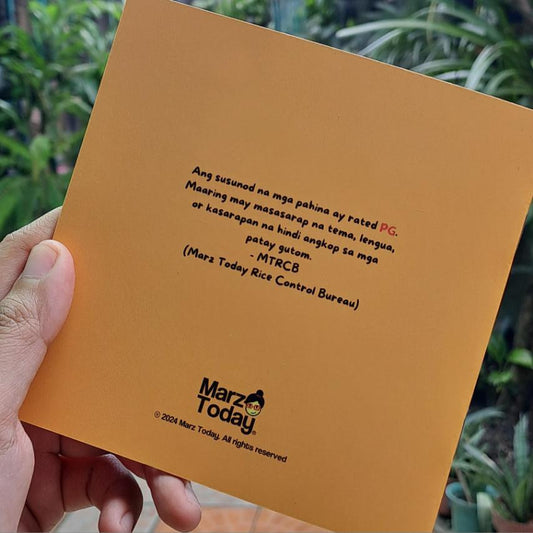 Ang susunod na mga pahina ay rated PG.
Maaring may masasarap na tema, lengua,
or kasarapan na hindi angkop sa mga
patay gutom.
- MTRCB
(Marz Today Rice Control Bureau)
Marz
Today®
© 2024 Marz Today. All rights reserved